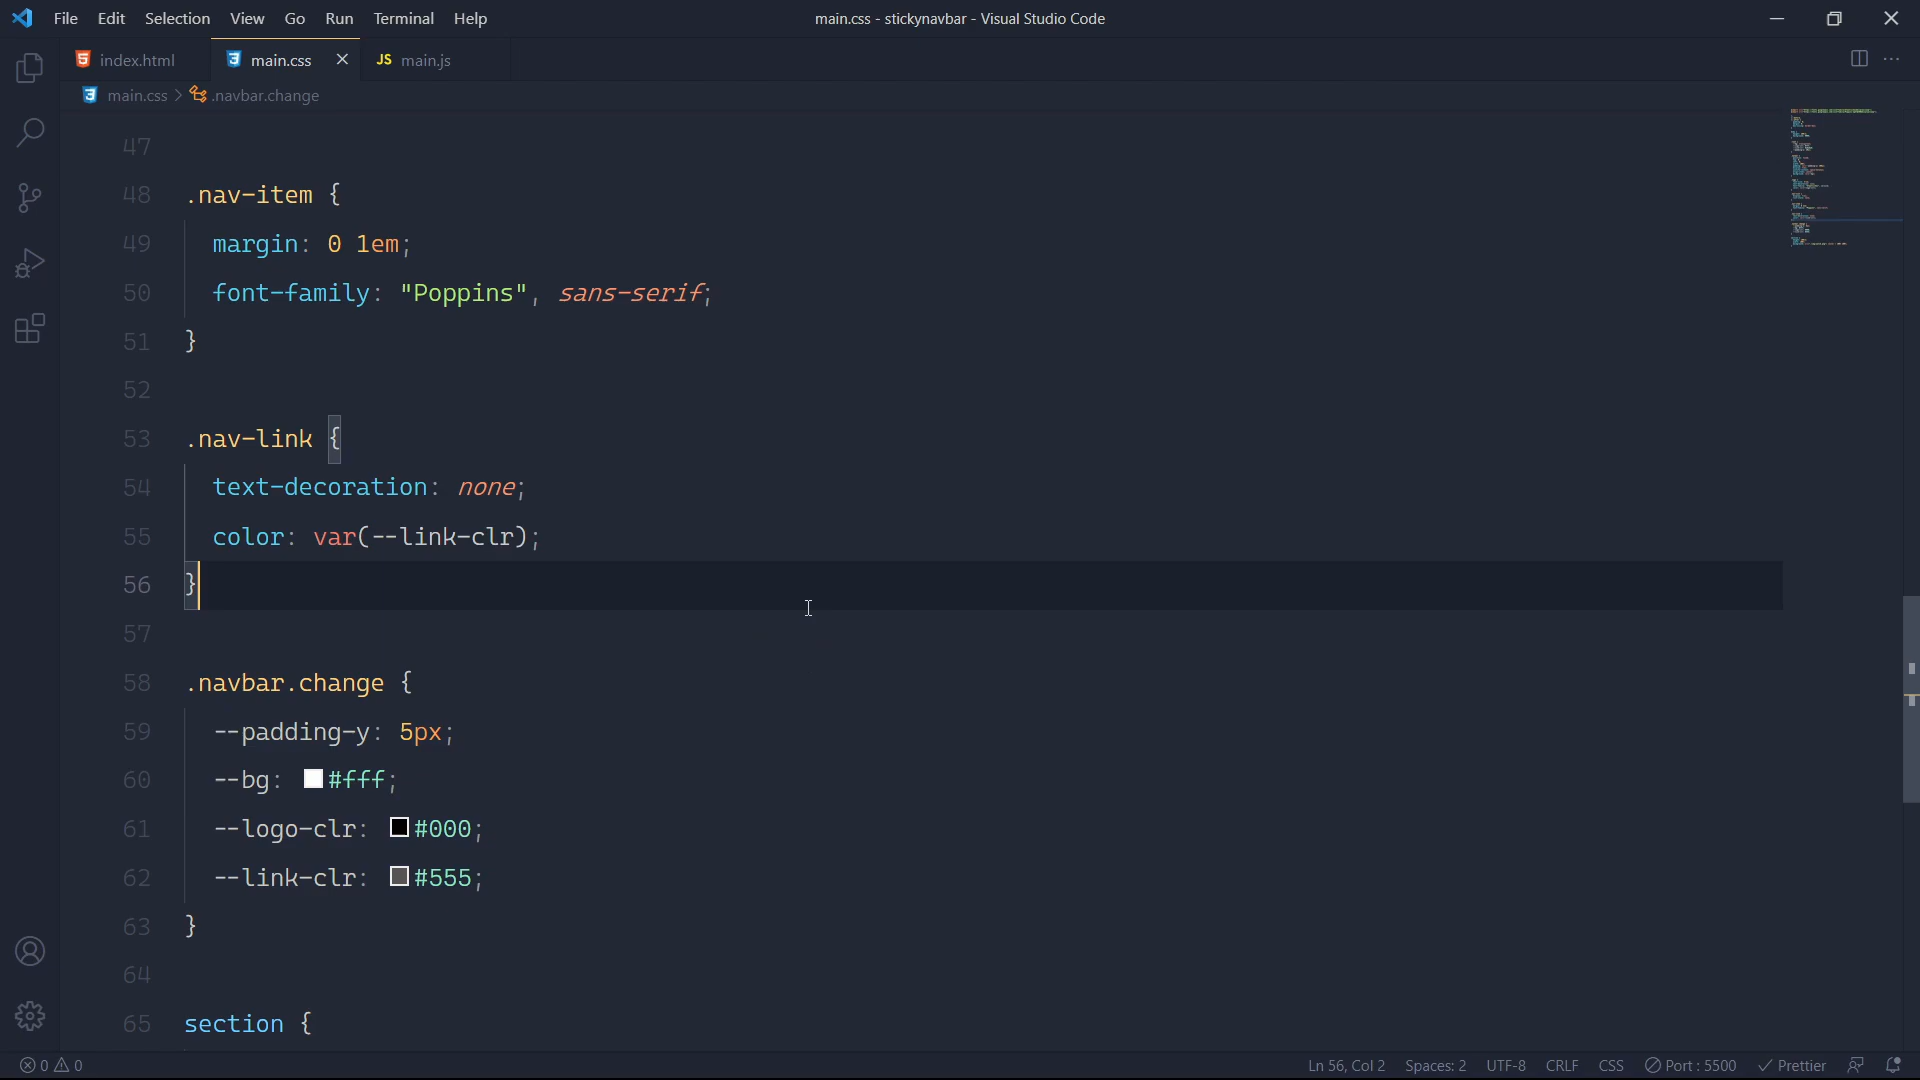 File Edit Selection View Go Run Terminal Help
main.css - stickynavbar - Visual Studio Code
index.html main.css JS main.js
main.css > .navbar.change
47
48 .nav-item {
49 margin: 0 1em;
50 font-family: "Poppins", sans-serif;
51 }
52
53 .nav-link {
54 text-decoration: none;
55 color: var(--link-clr);
56 }
57
58 .navbar.change {
59 --padding-y: 5px;
60 --bg: #fff;
61 --logo-clr: #000;
62 --link-clr: #555;
63 }
64
65 section {
0 0 Ln 56, Col 2 Spaces: 2 UTF-8 CRLF CSS Port : 5500 Prettier